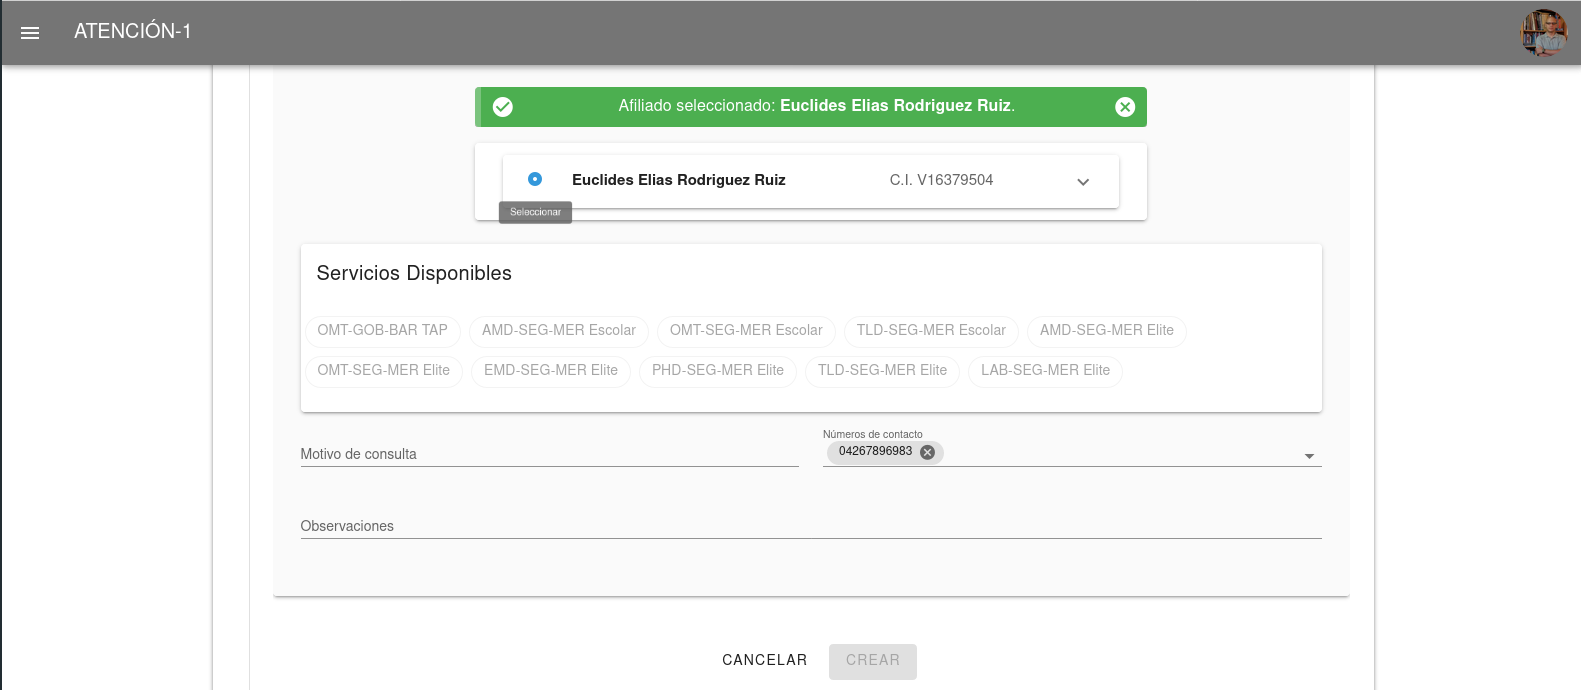 ATENCIÓN-1
Afiliado seleccionado: Euclides Elias Rodriguez Ruiz.
Euclides Elias Rodriguez Ruiz C.I. V16379504
Seleccionar
Servicios Disponibles
OMT-GOB-BAR TAP AMD-SEG-MER Escolar OMT-SEG-MER Escolar TLD-SEG-MER Escolar AMD-SEG-MER Elite
OMT-SEG-MER Elite EMD-SEG-MER Elite PHD-SEG-MER Elite TLD-SEG-MER Elite LAB-SEG-MER Elite
Números de contacto
Motivo de consulta 04267896983
Observaciones
CANCELAR CREAR